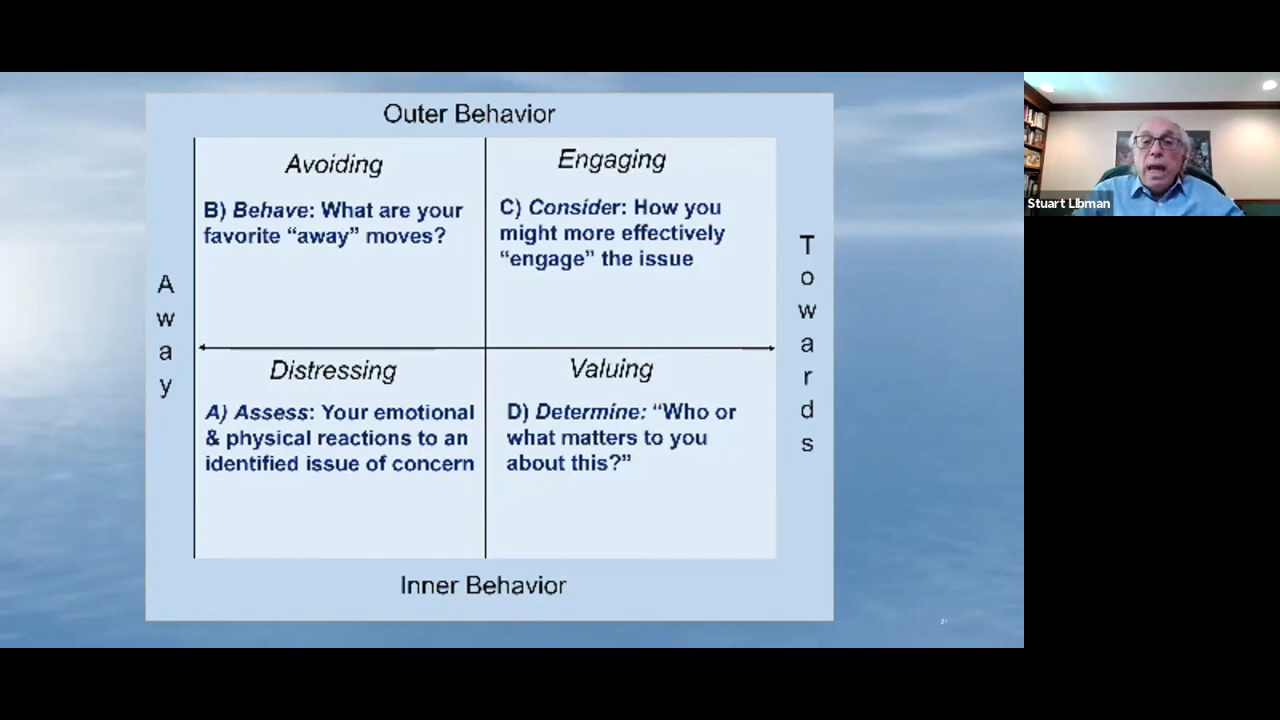 Outer Behavior
Avoiding
B) Behave: What are your
favorite “away” moves?
Engaging
C) Consider: How you
might more effectively
“engage” the issue
A
w
a
y
T
o
w
a
r
d
s
Distressing
A) Assess: Your emotional
& physical reactions to an
identified issue of concern
Valuing
D) Determine: “Who or
what matters to you
about this?”
Inner Behavior
Stuart Libman